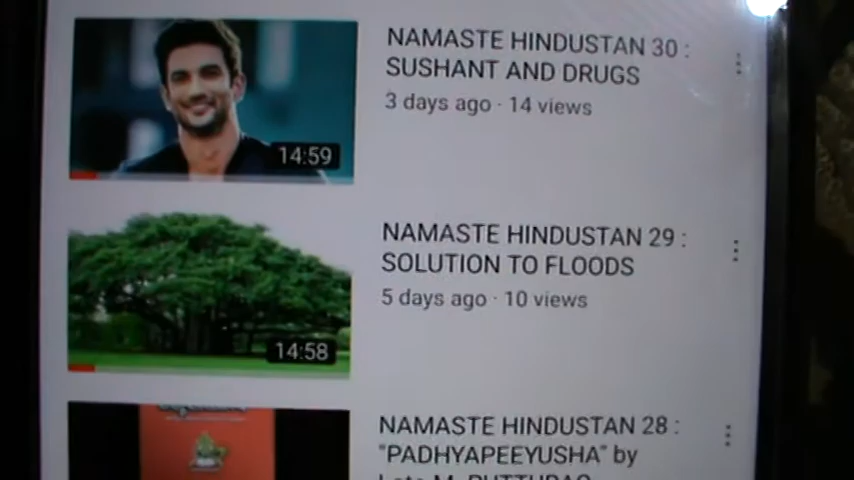 NAMASTE HINDUSTAN 30 :
SUSHANT AND DRUGS
3 days ago · 14 views
14:59
NAMASTE HINDUSTAN 29 :
SOLUTION TO FLOODS
5 days ago · 10 views
14:58
NAMASTE HINDUSTAN 28 :
"PADHYAPEEYUSHA" by